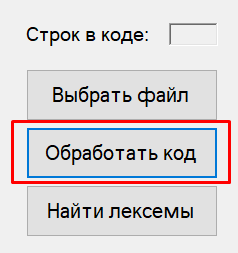 Строк в коде:
Выбрать файл
Обработать код
Найти лексемы